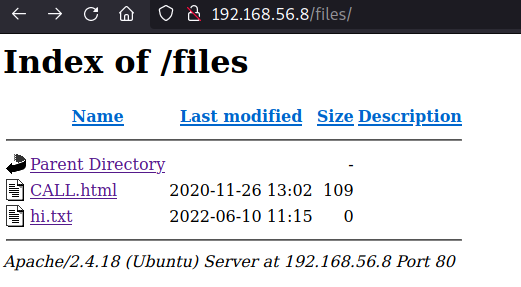 192.168.56.8/files/
Index of /files
Name Last modified Size Description
Parent Directory -
CALL.html 2020-11-26 13:02 109
hi.txt 2022-06-10 11:15 0
Apache/2.4.18 (Ubuntu) Server at 192.168.56.8 Port 80